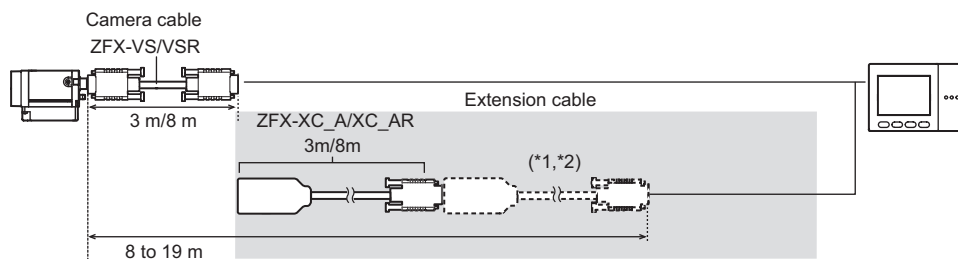 Camera cable
ZFX-VS/VSR
3 m/8 m
Extension cable
ZFX-XC_A/XC_AR
3m/8m
(*1,*2)
8 to 19 m